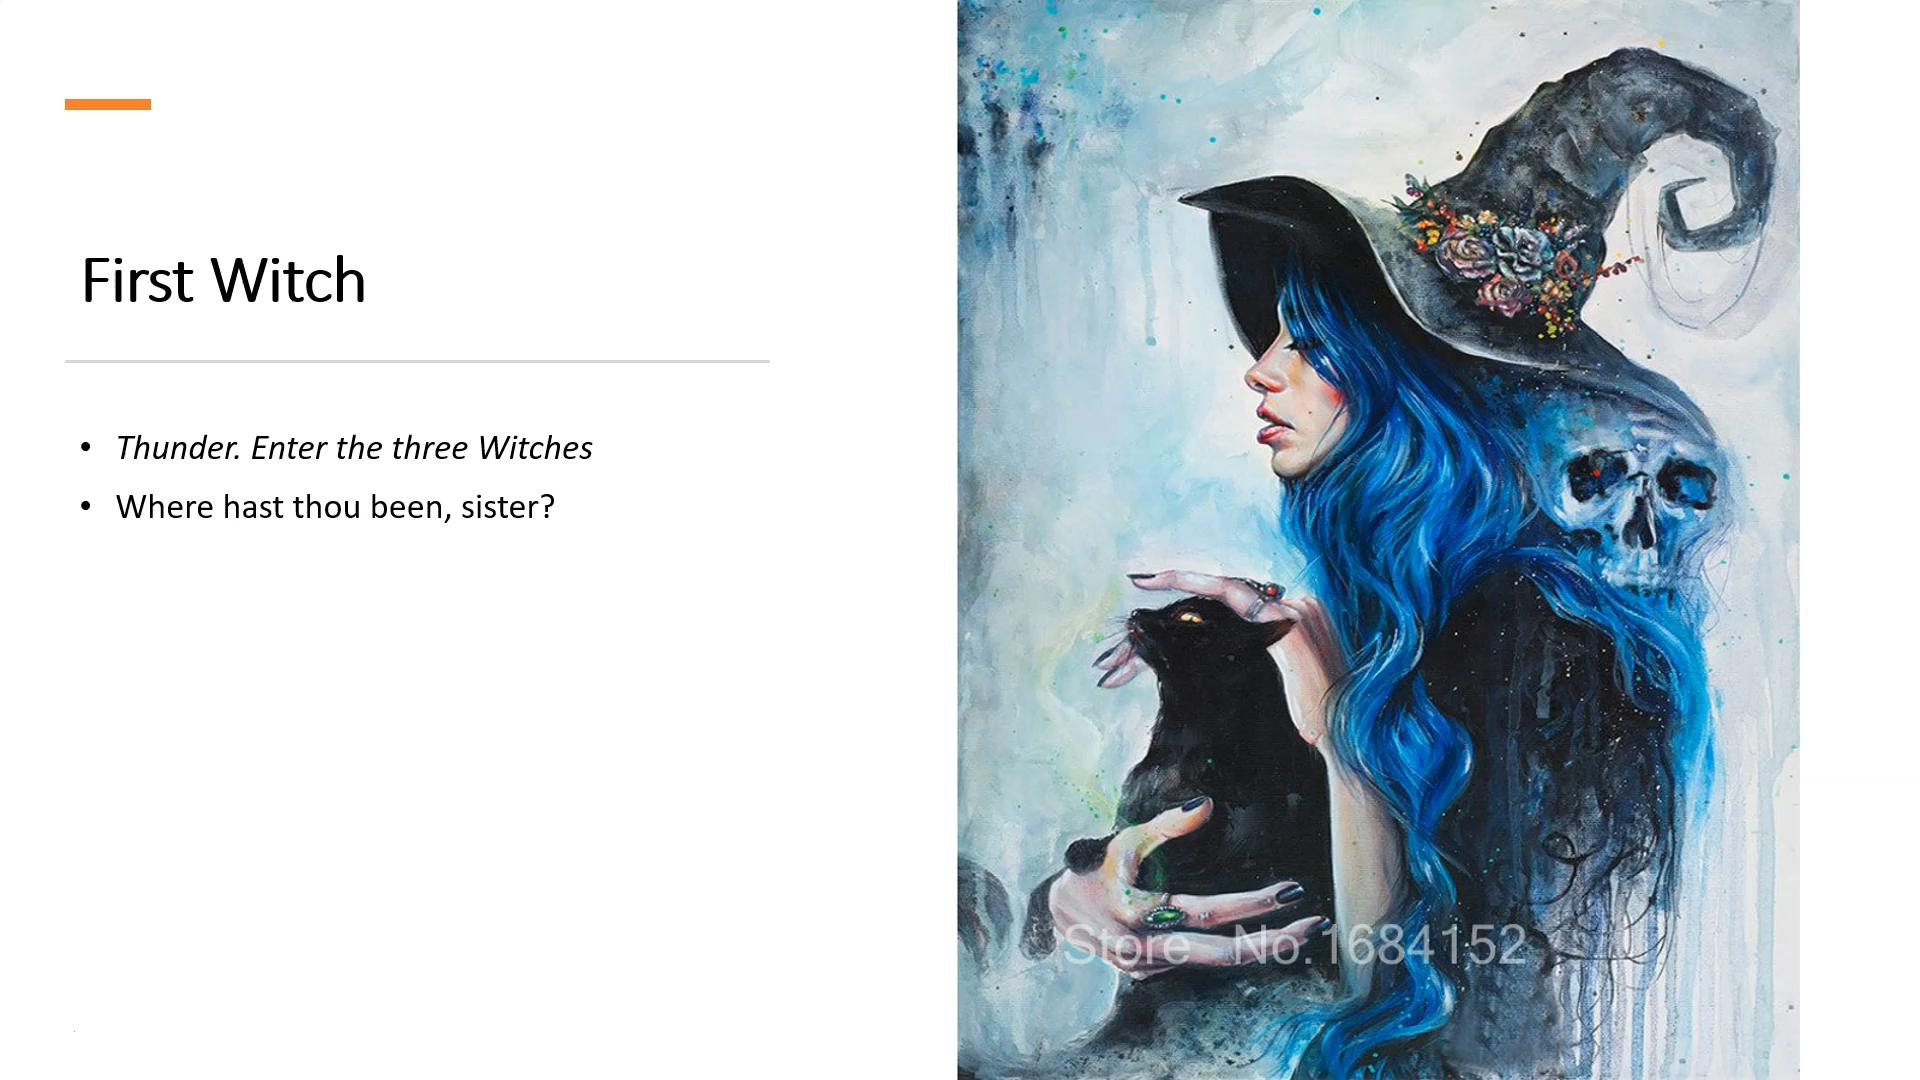 First Witch
• Thunder. Enter the three Witches
• Where hast thou been, sister?
Store No.1684152